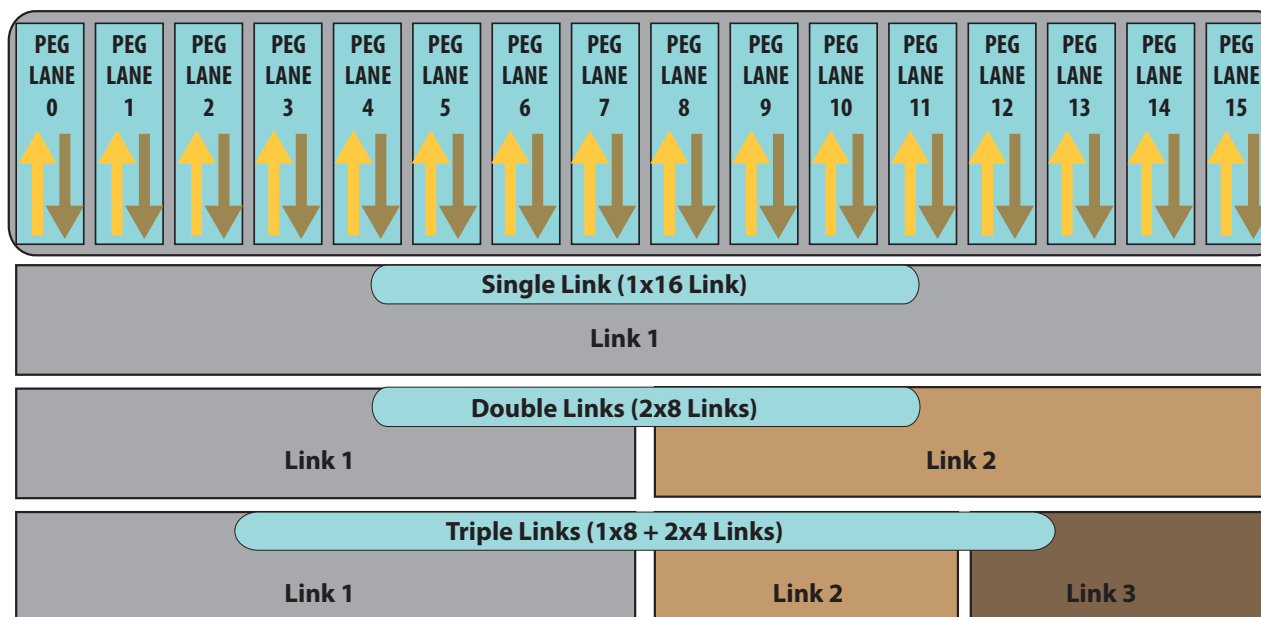 PEG LANE 0
PEG LANE 1
PEG LANE 2
PEG LANE 3
PEG LANE 4
PEG LANE 5
PEG LANE 6
PEG LANE 7
PEG LANE 8
PEG LANE 9
PEG LANE 10
PEG LANE 11
PEG LANE 12
PEG LANE 13
PEG LANE 14
PEG LANE 15
Single Link (1x16 Link)
Link 1
Double Links (2x8 Links)
Link 1
Link 2
Triple Links (1x8 + 2x4 Links)
Link 1
Link 2
Link 3